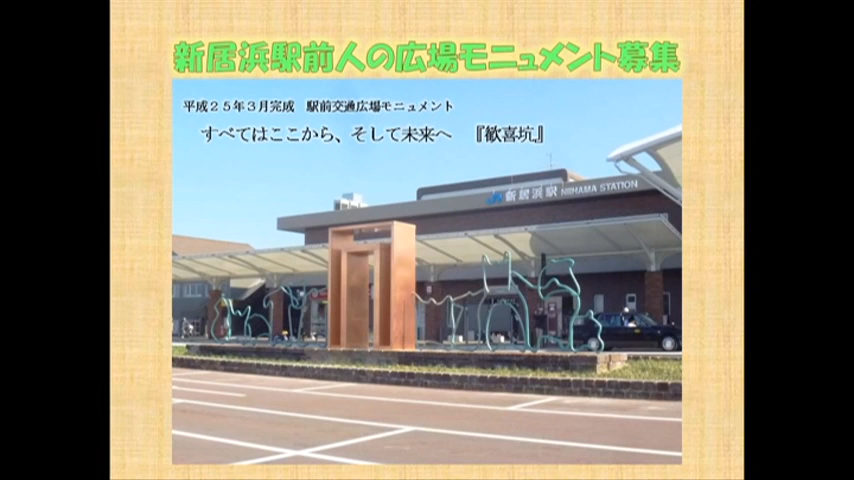 新居浜駅前人の広場モニュメント募集
平成２５年３月完成　駅前交通広場モニュメント
すべてはここから、そして未来へ　『歓喜坑』
JR 新居浜駅 NIIHAMA STATION